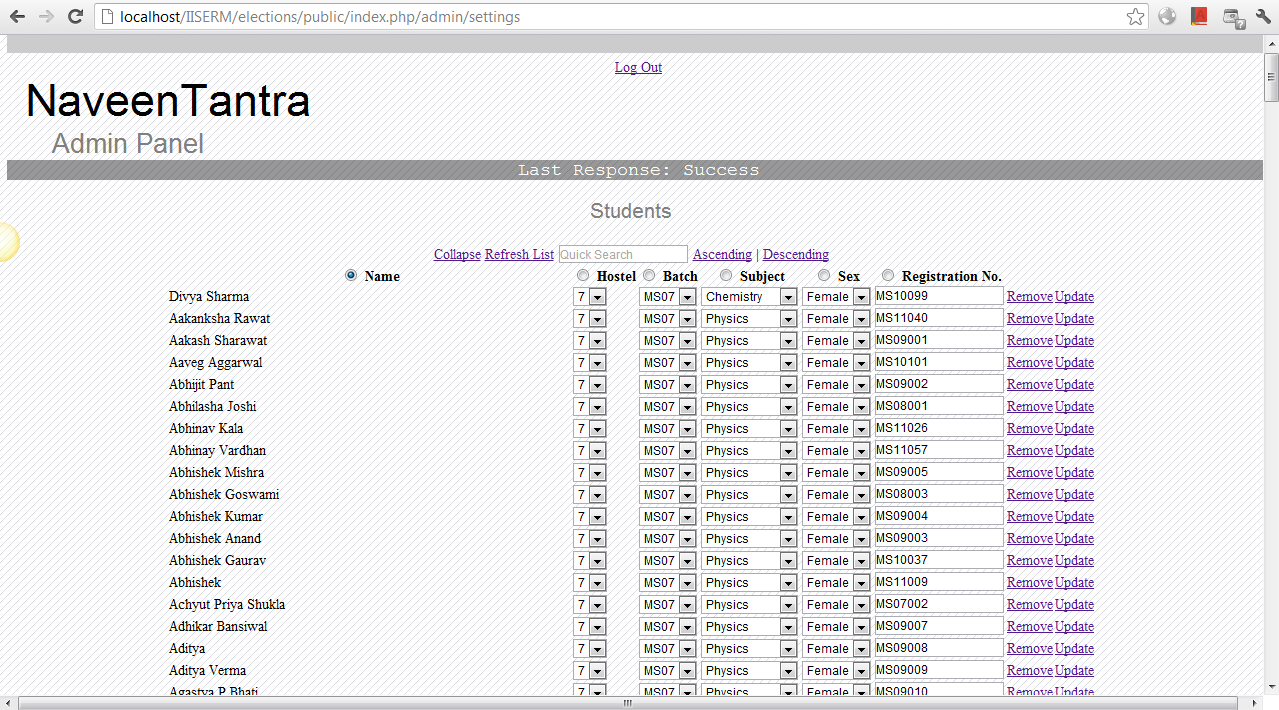 localhost/IISERM/elections/public/index.php/admin/settings
Log Out
NaveenTantra
Admin Panel
Last Response: Success
Students
Collapse Refresh List Quick Search Ascending | Descending
Name Hostel Batch Subject Sex Registration No.
Divya Sharma 7 MS07 Chemistry Female MS10099 Remove Update
Aakanksha Rawat 7 MS07 Physics Female MS11040 Remove Update
Aakash Sharawat 7 MS07 Physics Female MS09001 Remove Update
Aaveg Aggarwal 7 MS07 Physics Female MS10101 Remove Update
Abhijit Pant 7 MS07 Physics Female MS09002 Remove Update
Abhilasha Joshi 7 MS07 Physics Female MS08001 Remove Update
Abhinav Kala 7 MS07 Physics Female MS11026 Remove Update
Abhinay Vardhan 7 MS07 Physics Female MS11057 Remove Update
Abhishek Mishra 7 MS07 Physics Female MS09005 Remove Update
Abhishek Goswami 7 MS07 Physics Female MS08003 Remove Update
Abhishek Kumar 7 MS07 Physics Female MS09004 Remove Update
Abhishek Anand 7 MS07 Physics Female MS09003 Remove Update
Abhishek Gaurav 7 MS07 Physics Female MS10037 Remove Update
Abhishek 7 MS07 Physics Female MS11009 Remove Update
Achyut Priya Shukla 7 MS07 Physics Female MS07002 Remove Update
Adhikar Bansiwal 7 MS07 Physics Female MS09007 Remove Update
Aditya 7 MS07 Physics Female MS09008 Remove Update
Aditya Verma 7 MS07 Physics Female MS09009 Remove Update
Agastya P Bhati 7 MS07 Physics Female MS09010 Remove Update